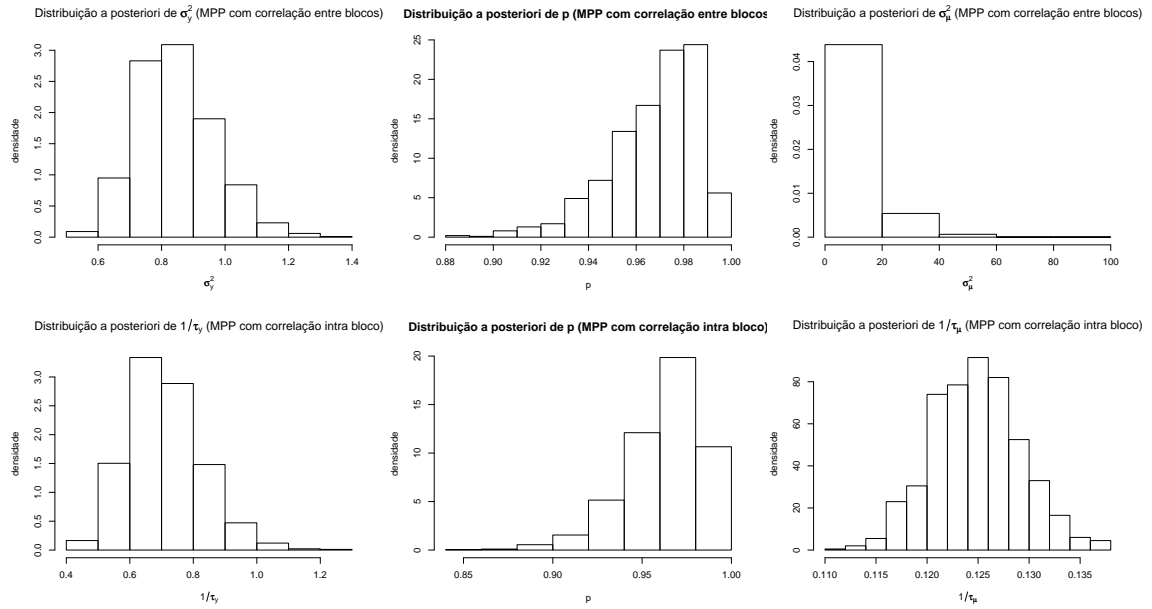 Distribuição a posteriori de σ²y (MPP com correlação entre blocos)
densidade
0.0 0.5 1.0 1.5 2.0 2.5 3.0
0.6 0.8 1.0 1.2 1.4
σ²y
Distribuição a posteriori de p (MPP com correlação entre blocos
densidade
0 5 10 15 20 25
0.88 0.90 0.92 0.94 0.96 0.98 1.00
p
Distribuição a posteriori de σ²μ (MPP com correlação entre blocos)
densidade
0.00 0.01 0.02 0.03 0.04
0 20 40 60 80 100
σ²μ
Distribuição a posteriori de 1/τy (MPP com correlação intra bloco)
densidade
0.0 0.5 1.0 1.5 2.0 2.5 3.0
0.4 0.6 0.8 1.0 1.2
1/τy
Distribuição a posteriori de p (MPP com correlação intra bloco)
densidade
0 5 10 15 20
0.85 0.90 0.95 1.00
p
Distribuição a posteriori de 1/τμ (MPP com correlação intra bloco)
densidade
0 20 40 60 80
0.110 0.115 0.120 0.125 0.130 0.135
1/τμ